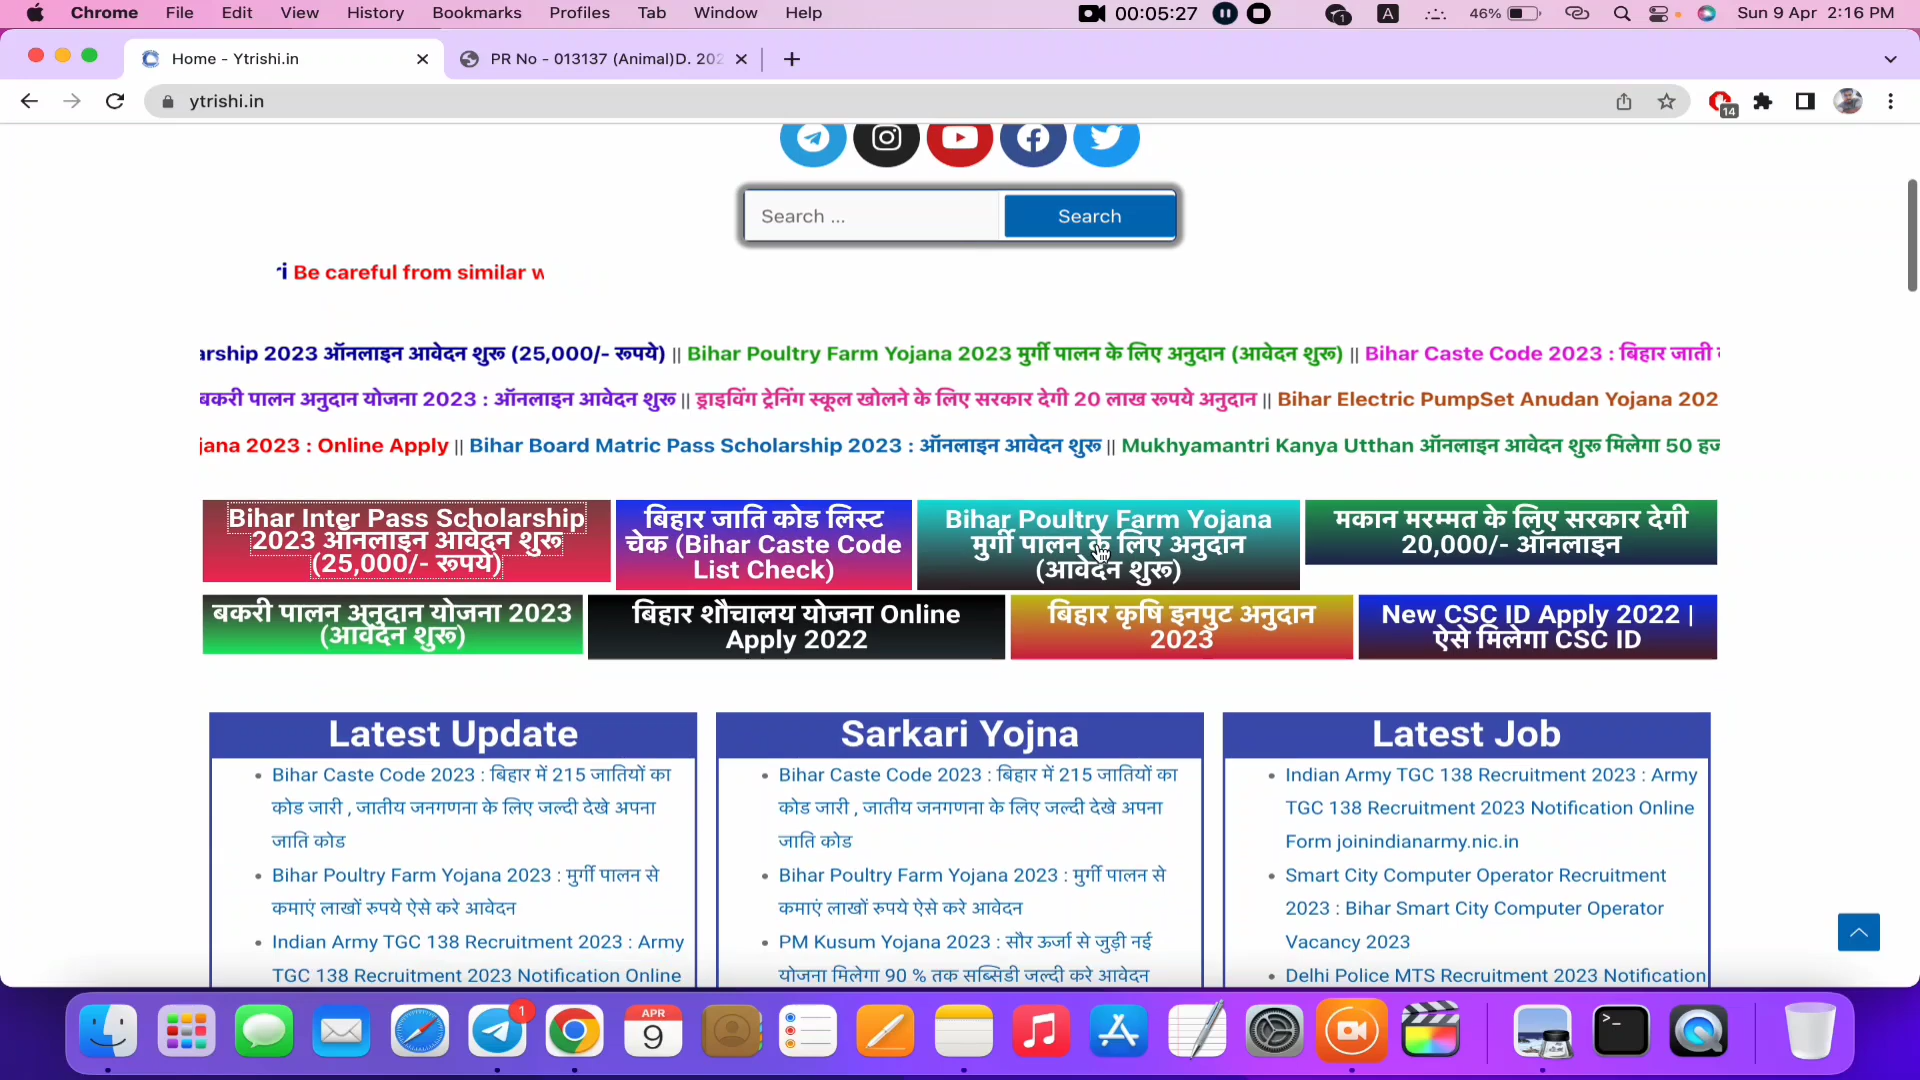 Chrome File Edit View History Bookmarks Profiles Tab Window Help 00:05:27 1 A 46% Sun 9 Apr 2:16 PM
Home - Ytrishi.in PR No - 013137 (Animal)D. 202
ytrishi.in 14
Search ... Search
Be careful from similar w
arship 2023 ऑनलाइन आवेदन शुरू (25,000/- रूपये) || Bihar Poultry Farm Yojana 2023 मुर्गी पालन के लिए अनुदान (आवेदन शुरू) || Bihar Caste Code 2023 : बिहार जाती
बकरी पालन अनुदान योजना 2023 : ऑनलाइन आवेदन शुरू || ड्राइविंग ट्रेनिंग स्कूल खोलने के लिए सरकार देगी 20 लाख रूपये अनुदान || Bihar Electric PumpSet Anudan Yojana 202
jana 2023 : Online Apply || Bihar Board Matric Pass Scholarship 2023 : ऑनलाइन आवेदन शुरू || Mukhyamantri Kanya Utthan ऑनलाइन आवेदन शुरू मिलेगा 50 हज
Bihar Inter Pass Scholarship
2023 ऑनलाइन आवेदन शुरू
(25,000/- रूपये)
बिहार जाति कोड लिस्ट
चेक (Bihar Caste Code
List Check)
Bihar Poultry Farm Yojana
मुर्गी पालन के लिए अनुदान
(आवेदन शुरू)
मकान मरम्मत के लिए सरकार देगी
20,000/- ऑनलाइन
बकरी पालन अनुदान योजना 2023
(आवेदन शुरू)
बिहार शौचालय योजना Online
Apply 2022
बिहार कृषि इनपुट अनुदान
2023
New CSC ID Apply 2022 |
ऐसे मिलेगा CSC ID
Latest Update
Bihar Caste Code 2023 : बिहार में 215 जातियों का
कोड जारी , जातीय जनगणना के लिए जल्दी देखे अपना
जाति कोड
Bihar Poultry Farm Yojana 2023 : मुर्गी पालन से
कमाएं लाखों रुपये ऐसे करे आवेदन
Indian Army TGC 138 Recruitment 2023 : Army
TGC 138 Recruitment 2023 Notification Online
Sarkari Yojna
Bihar Caste Code 2023 : बिहार में 215 जातियों का
कोड जारी , जातीय जनगणना के लिए जल्दी देखे अपना
जाति कोड
Bihar Poultry Farm Yojana 2023 : मुर्गी पालन से
कमाएं लाखों रुपये ऐसे करे आवेदन
PM Kusum Yojana 2023 : सौर ऊर्जा से जुड़ी नई
योजना मिलेगा 90 % तक सब्सिडी जल्दी करे आवेदन
Latest Job
Indian Army TGC 138 Recruitment 2023 : Army
TGC 138 Recruitment 2023 Notification Online
Form joinindianarmy.nic.in
Smart City Computer Operator Recruitment
2023 : Bihar Smart City Computer Operator
Vacancy 2023
Delhi Police MTS Recruitment 2023 Notification
1
APR
9